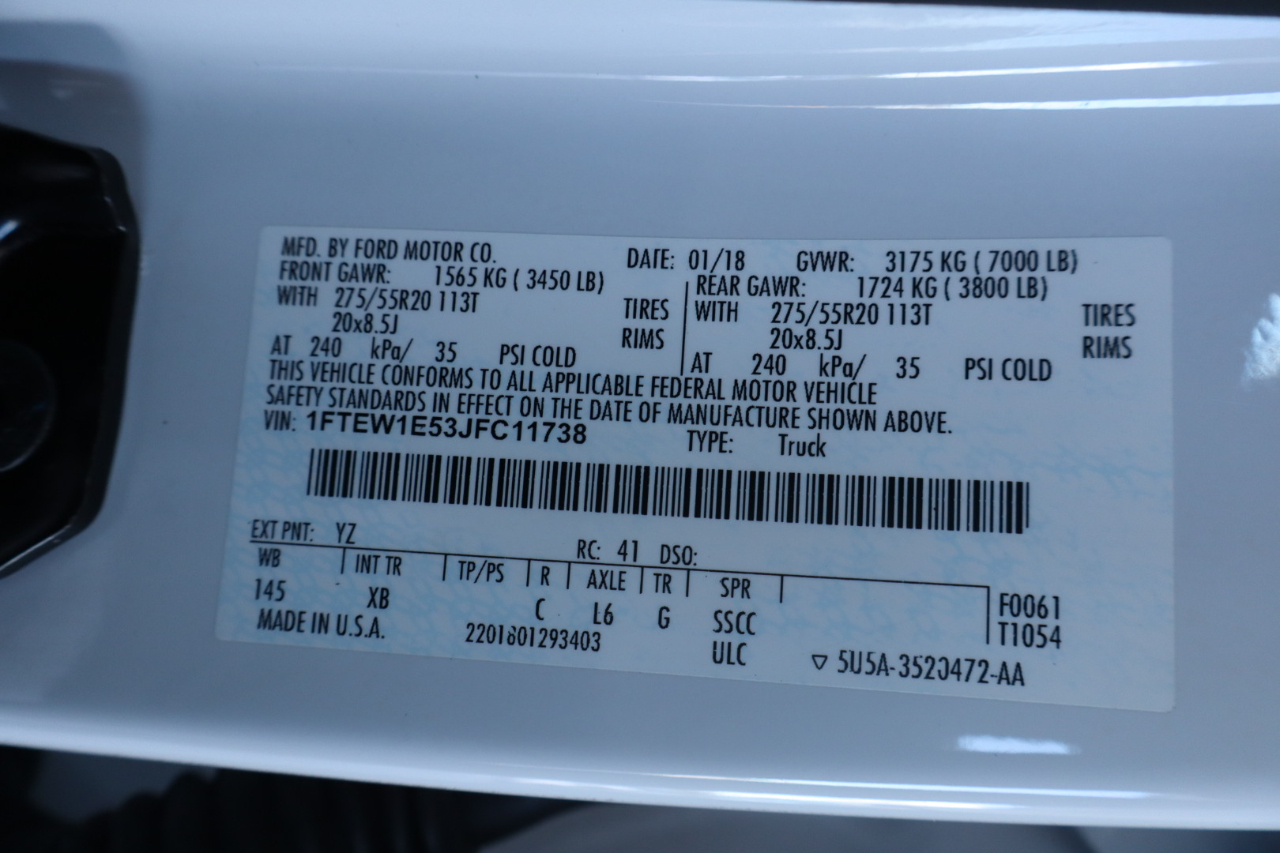 MFD. BY FORD MOTOR CO. DATE: 01/18 GVWR: 3175 KG ( 7000 LB)
FRONT GAWR: 1565 KG ( 3450 LB) REAR GAWR: 1724 KG ( 3800 LB)
WITH 275/55R20 113T TIRES WITH 275/55R20 113T TIRES
20x8.5J RIMS 20x8.5J RIMS
AT 240 kPa/ 35 PSI COLD AT 240 kPa/ 35 PSI COLD
THIS VEHICLE CONFORMS TO ALL APPLICABLE FEDERAL MOTOR VEHICLE
SAFETY STANDARDS IN EFFECT ON THE DATE OF MANUFACTURE SHOWN ABOVE.
VIN: 1FTEW1E53JFC11738 TYPE: Truck
EXT PNT: YZ RC: 41 DSO:
WB INT TR TP/PS R AXLE TR SPR F0061
145 XB C L6 G SSCC T1054
MADE IN U.S.A. 2201801293403 ULC ▽ 5U5A-3520472-AA